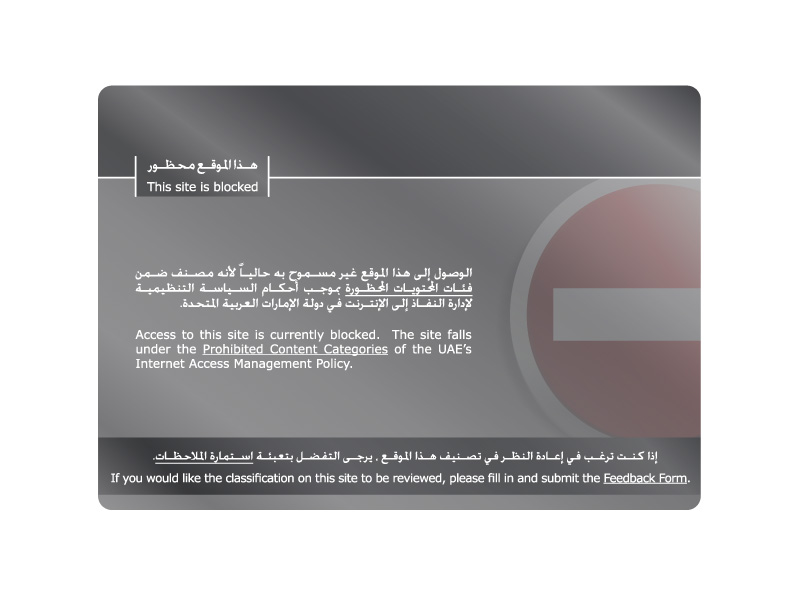 هذا الموقع محظور
This site is blocked
الوصول إلى هذا الموقع غير مسموح به حالياً لأنه مصنف ضمن
فئات المحتويات المحظورة بموجب أحكام السياسة التنظيمية
لإدارة النفاذ إلى الإنترنت في دولة الإمارات العربية المتحدة.
Access to this site is currently blocked. The site falls
under the Prohibited Content Categories of the UAE's
Internet Access Management Policy.
إذا كنت ترغب في إعادة النظر في تصنيف هذا الموقع , يرجى التفضل بتعبئة استمارة الملاحظات.
If you would like the classification on this site to be reviewed, please fill in and submit the Feedback Form.